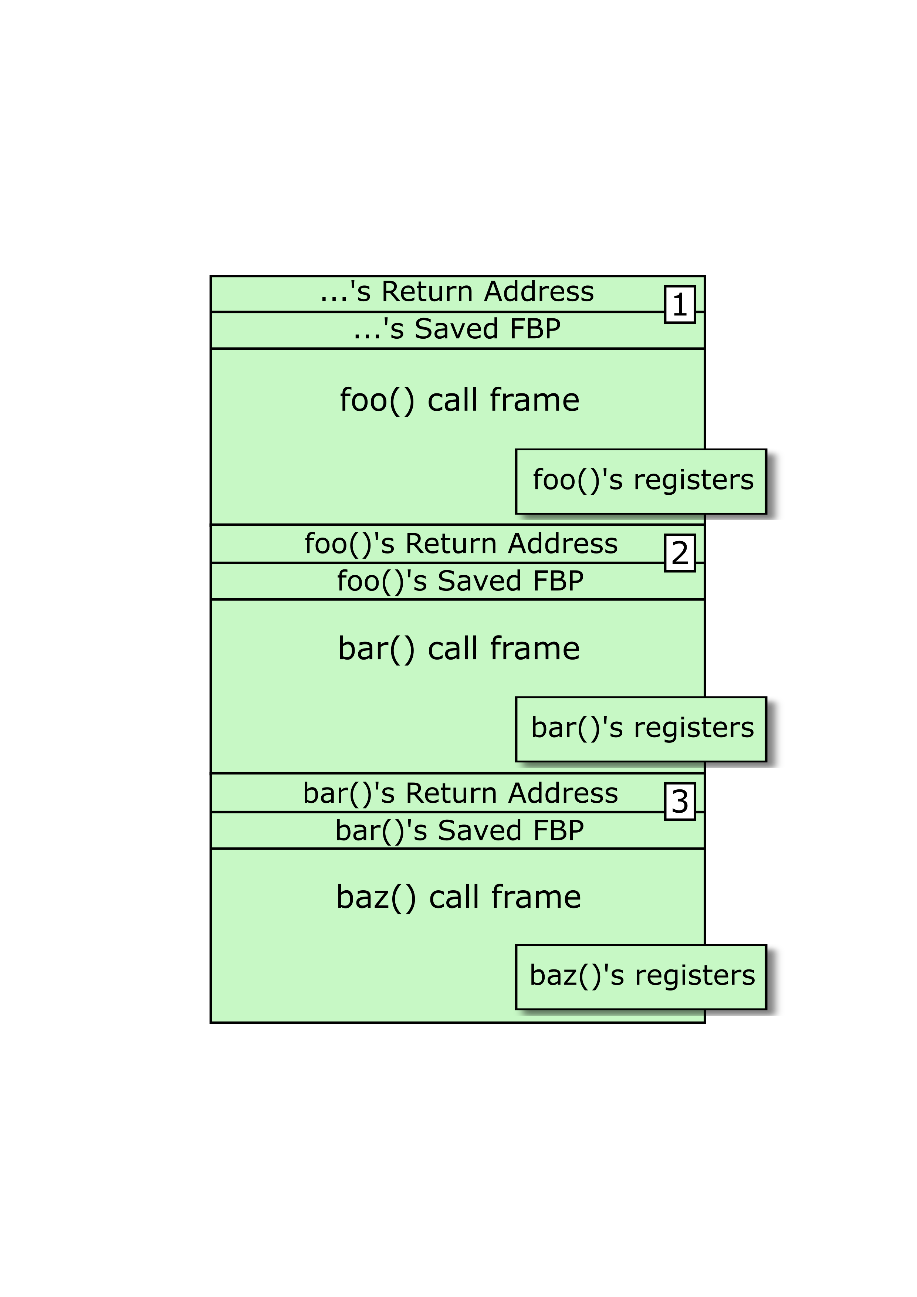 ...'s Return Address
1
...'s Saved FBP
foo() call frame
foo()'s registers
foo()'s Return Address
2
foo()'s Saved FBP
bar() call frame
bar()'s registers
bar()'s Return Address
3
bar()'s Saved FBP
baz() call frame
baz()'s registers